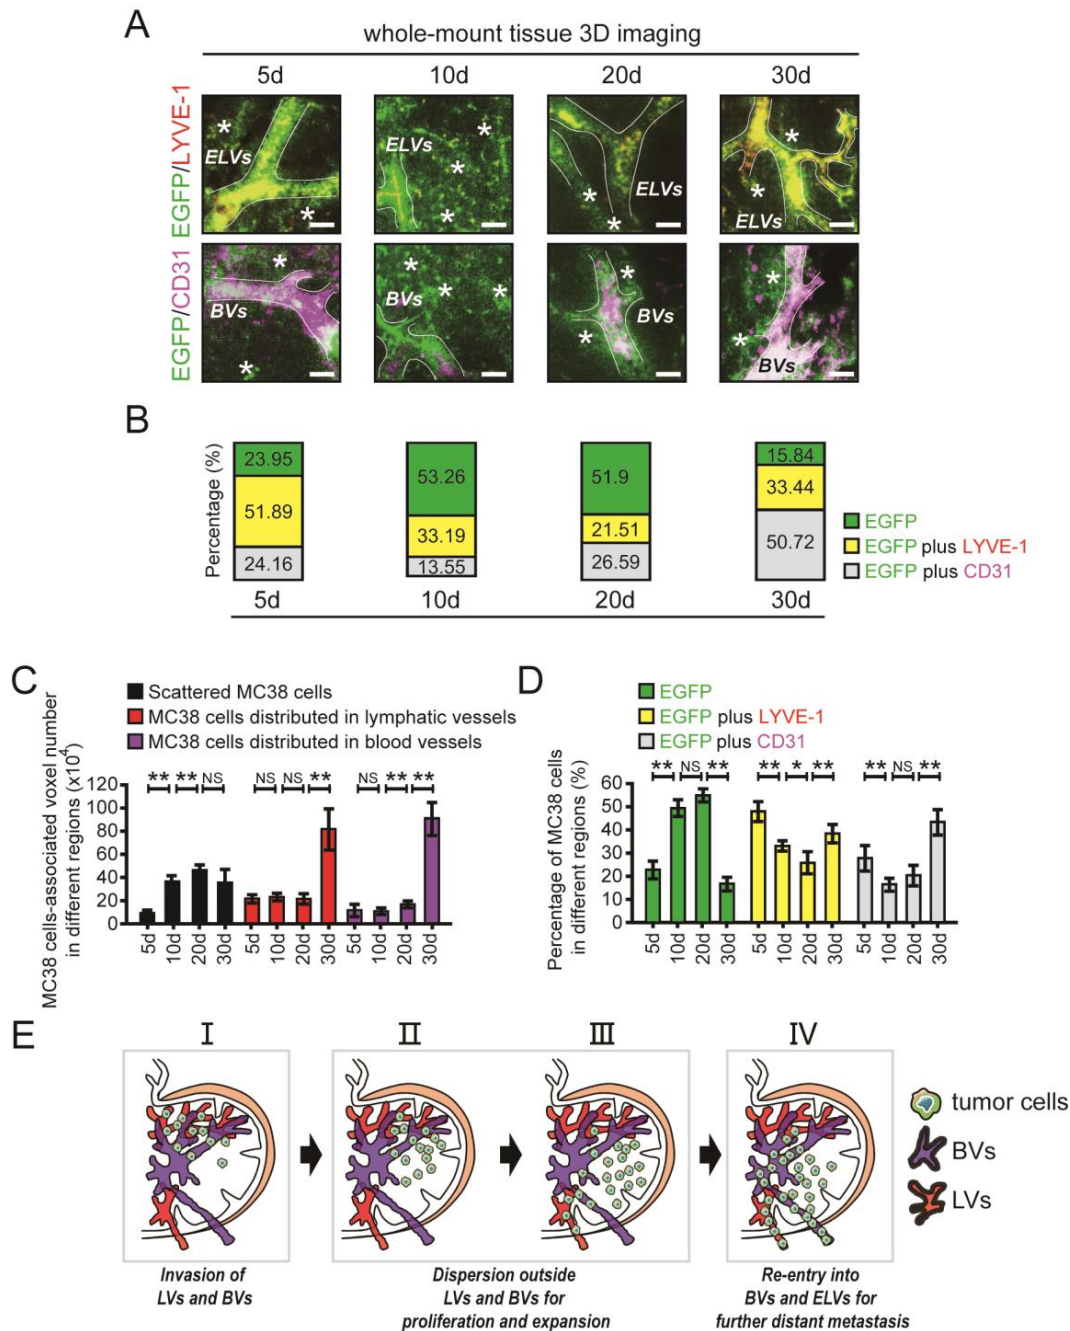 A
whole-mount tissue 3D imaging
5d 10d 20d 30d
EGFP/LYVE-1
* ELVs *
ELVs * * * *
ELVs * *
* * ELVs
EGFP/CD31
* BVs *
* BVs * *
* BVs *
* * BVs
B
Percentage (%)
23.95 53.26 51.9 15.84
51.89 33.19 21.51 33.44
24.16 13.55 26.59 50.72
5d 10d 20d 30d
EGFP
EGFP plus LYVE-1
EGFP plus CD31
C
Scattered MC38 cells
MC38 cells distributed in lymphatic vessels
MC38 cells distributed in blood vessels
MC38 cells-associated voxel number
in different regions (x10⁴)
** ** NS NS NS ** NS ** **
120
100
80
60
40
20
0
5d 10d 20d 30d 5d 10d 20d 30d 5d 10d 20d 30d
D
EGFP
EGFP plus LYVE-1
EGFP plus CD31
Percentage of MC38 cells
in different regions (%)
** NS ** ** * ** ** NS **
60
50
40
30
20
10
0
5d 10d 20d 30d 5d 10d 20d 30d 5d 10d 20d 30d
E
I II III IV
tumor cells
BVs
LVs
Invasion of
LVs and BVs
Dispersion outside
LVs and BVs for
proliferation and expansion
Re-entry into
BVs and ELVs for
further distant metastasis